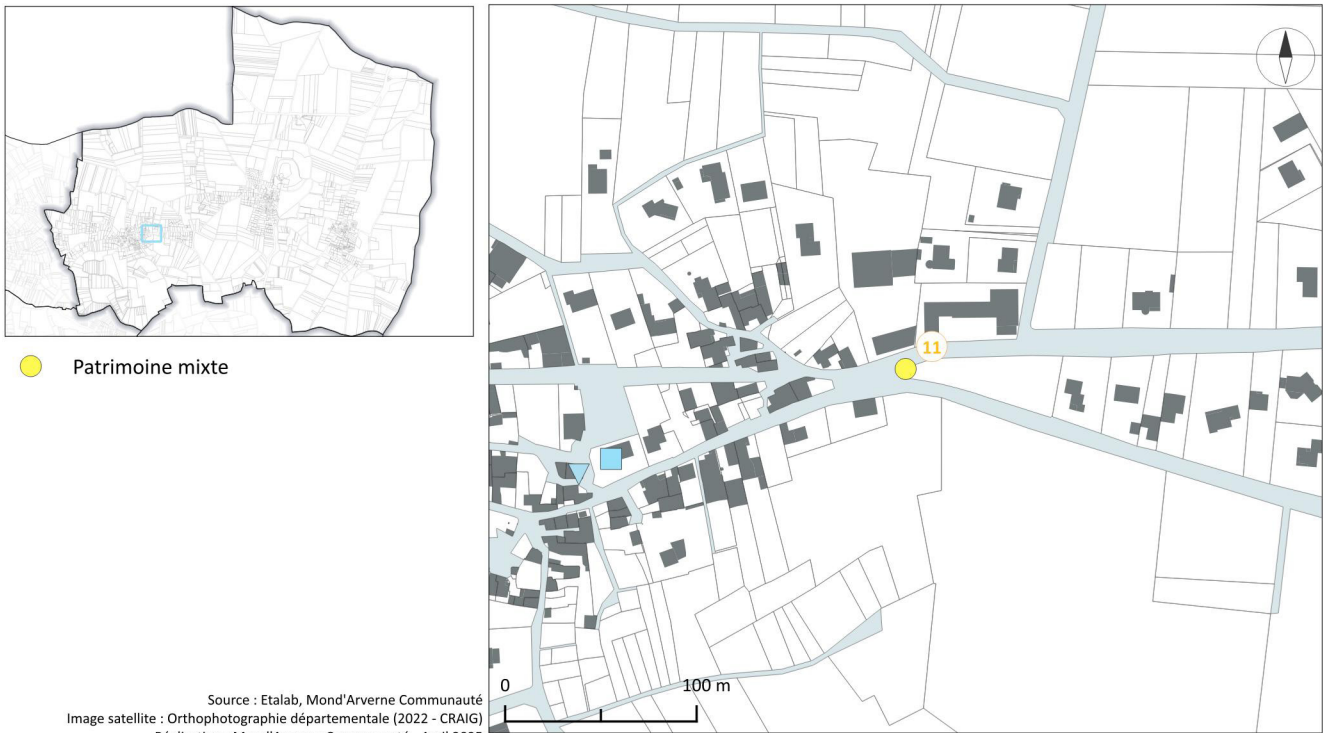 Patrimoine mixte
11
0 100 m
Source : Etalab, Mond'Arverne Communauté
Image satellite : Orthophotographie départementale (2022 - CRAIG)